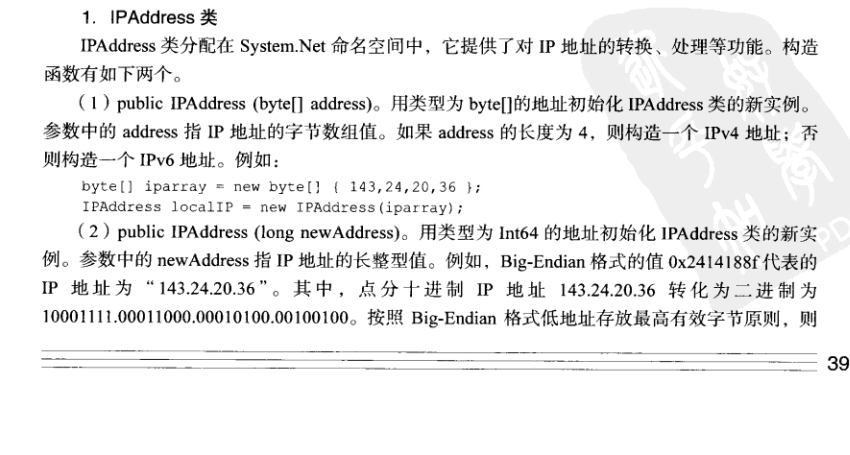 1. IPAddress 类
IPAddress 类分配在 System.Net 命名空间中，它提供了对 IP 地址的转换、处理等功能。构造
函数有如下两个。
（1）public IPAddress (byte[] address)。用类型为 byte[]的地址初始化 IPAddress 类的新实例。
参数中的 address 指 IP 地址的字节数组值。如果 address 的长度为 4，则构造一个 IPv4 地址；否
则构造一个 IPv6 地址。例如：
byte[] iparray = new byte[] { 143,24,20,36 };
IPAddress localIP = new IPAddress(iparray);
（2）public IPAddress (long newAddress)。用类型为 Int64 的地址初始化 IPAddress 类的新实
例。参数中的 newAddress 指 IP 地址的长整型值。例如，Big-Endian 格式的值 0x2414188f 代表的
IP 地址为“143.24.20.36”。其中，点分十进制 IP 地址 143.24.20.36 转化为二进制为
10001111.00011000.00010100.00100100。按照 Big-Endian 格式低地址存放最高有效字节原则，则
39